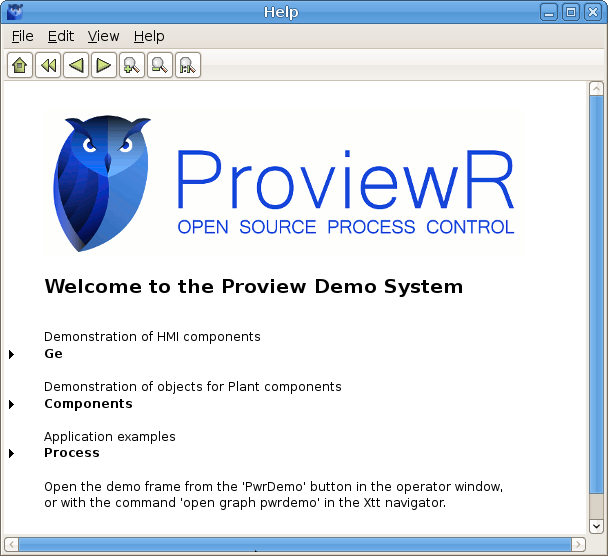 Help
File Edit View Help
ProviewR
OPEN SOURCE PROCESS CONTROL
Welcome to the Proview Demo System
Demonstration of HMI components
Ge
Demonstration of objects for Plant components
Components
Application examples
Process
Open the demo frame from the 'PwrDemo' button in the operator window,
or with the command 'open graph pwrdemo' in the Xtt navigator.